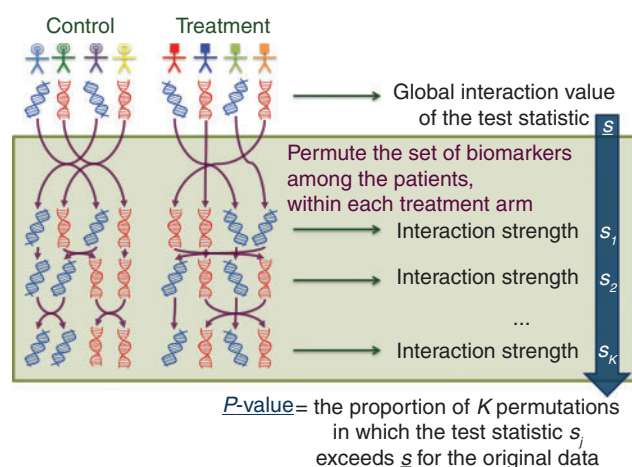 Control
Treatment
Global interaction value
of the test statistic
s
Permute the set of biomarkers
among the patients,
within each treatment arm
Interaction strength s1
Interaction strength s2
...
Interaction strength sK
P-value= the proportion of K permutations
in which the test statistic sj
exceeds s for the original data